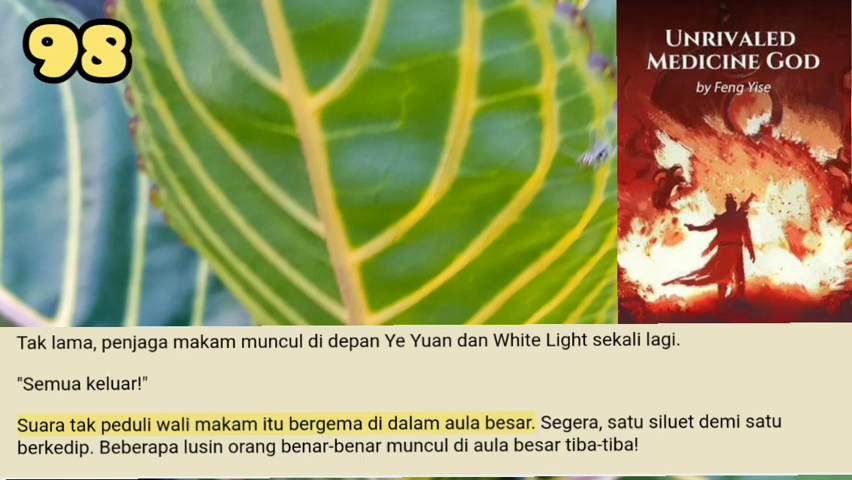 98
UNRIVALED
MEDICINE GOD
by Feng Yise
Tak lama, penjaga makam muncul di depan Ye Yuan dan White Light sekali lagi.
"Semua keluar!"
Suara tak peduli wali makam itu bergema di dalam aula besar. Segera, satu siluet demi satu
berkedip. Beberapa lusin orang benar-benar muncul di aula besar tiba-tiba!